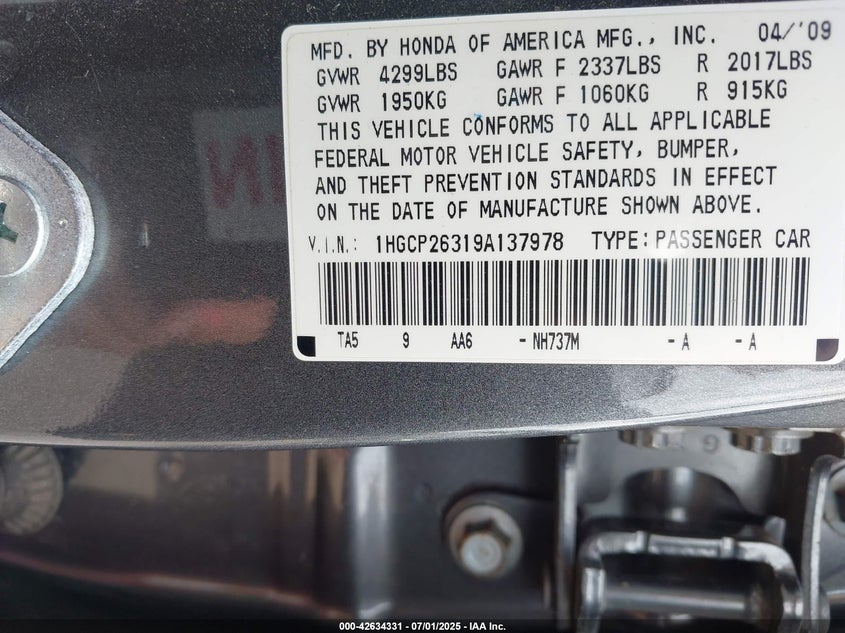 MFD. BY HONDA OF AMERICA MFG., INC. 04/'09
GVWR 4299LBS GAWR F 2337LBS R 2017LBS
GVWR 1950KG GAWR F 1060KG R 915KG
THIS VEHICLE CONFORMS TO ALL APPLICABLE
FEDERAL MOTOR VEHICLE SAFETY, BUMPER,
AND THEFT PREVENTION STANDARDS IN EFFECT
ON THE DATE OF MANUFACTURE SHOWN ABOVE.
V.I.N.: 1HGCP26319A137978 TYPE: PASSENGER CAR
TA5 9 AA6 - NH737M - A - A
000-42634331 / 07/01/2025 - IAA Inc.